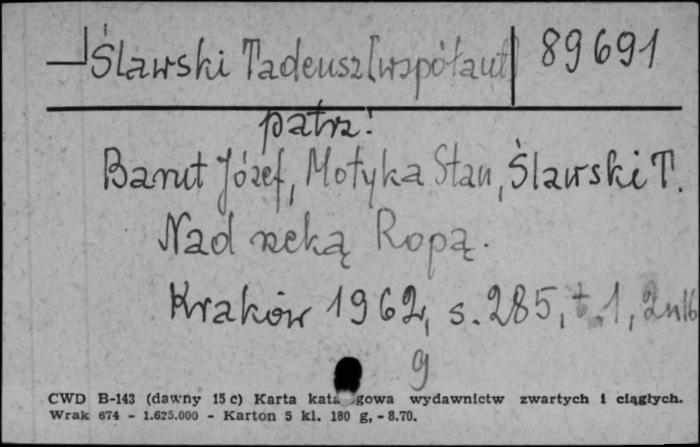 Ślawski Tadeusz [współaut] 89691
patrz:
Barut Józef, Motyka Stan, Ślawski T.
Nad rzeką Ropą.
Kraków 1962, s. 285, t. 1,
g
CWD B-143 (dawny 15 c) Karta kata gowa wydawnictw zwartych i ciągłych.
Wrak 674 - 1.625.000 - Karton 5 kl. 180 g, - 8.70.